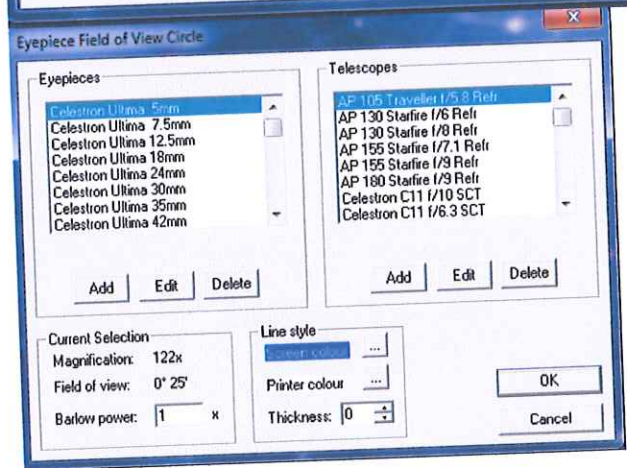 Eyepiece Field of View Circle
Eyepieces
Celestron Ultima 5mm
Celestron Ultima 7.5mm
Celestron Ultima 12.5mm
Celestron Ultima 18mm
Celestron Ultima 24mm
Celestron Ultima 30mm
Celestron Ultima 35mm
Celestron Ultima 42mm
Add Edit Delete
Telescopes
AP 105 Traveller f/5.8 Refr
AP 130 Starfire f/6 Refr
AP 130 Starfire f/8 Refr
AP 155 Starfire f/7.1 Refr
AP 155 Starfire f/9 Refr
AP 180 Starfire f/9 Refr
Celestron C11 f/10 SCT
Celestron C11 f/6.3 SCT
Add Edit Delete
Current Selection
Magnification: 122x
Field of view: 0° 25'
Barlow power: 1 x
Line style
Screen colour ...
Printer colour ...
Thickness: 0
OK
Cancel